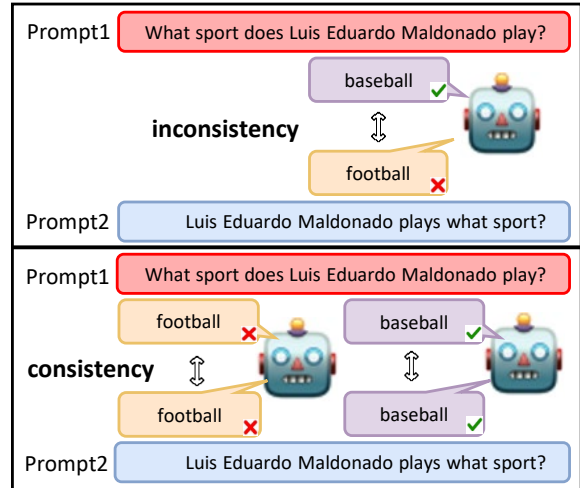 Prompt1 What sport does Luis Eduardo Maldonado play?
baseball
inconsistency
football
Prompt2 Luis Eduardo Maldonado plays what sport?
Prompt1 What sport does Luis Eduardo Maldonado play?
football baseball
consistency
football baseball
Prompt2 Luis Eduardo Maldonado plays what sport?